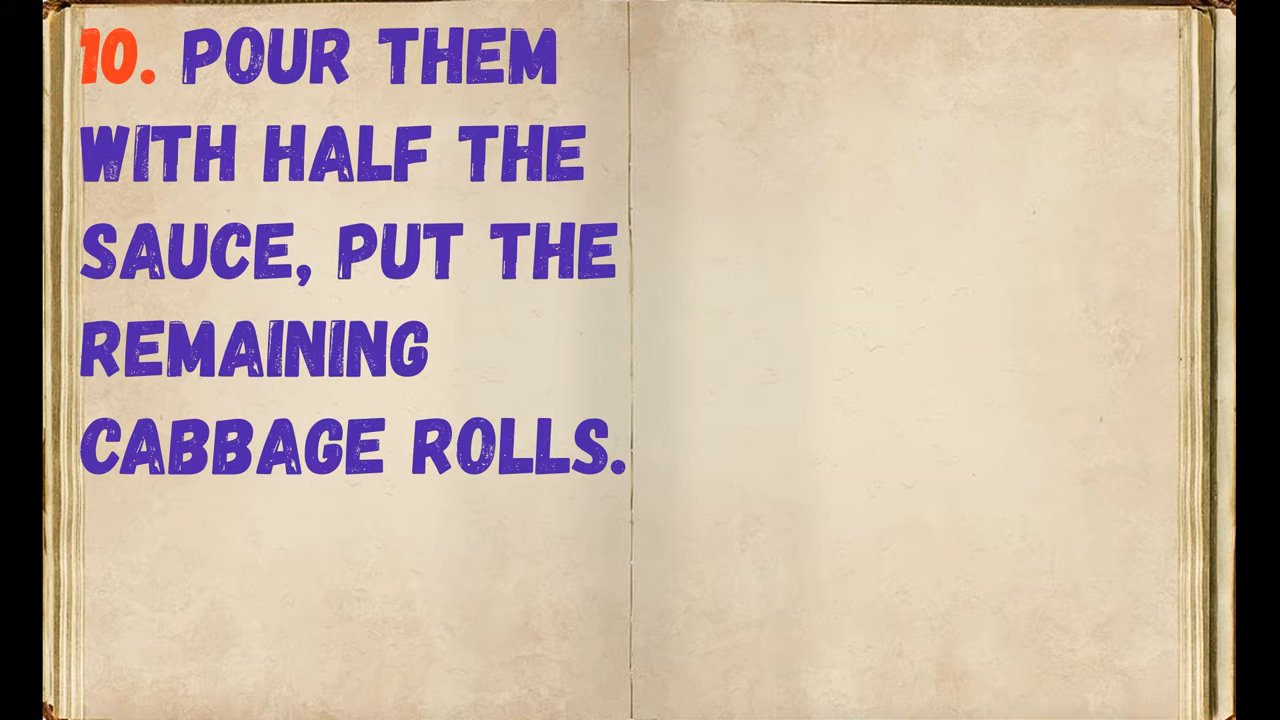 10. POUR THEM
WITH HALF THE
SAUCE, PUT THE
REMAINING
CABBAGE ROLLS.